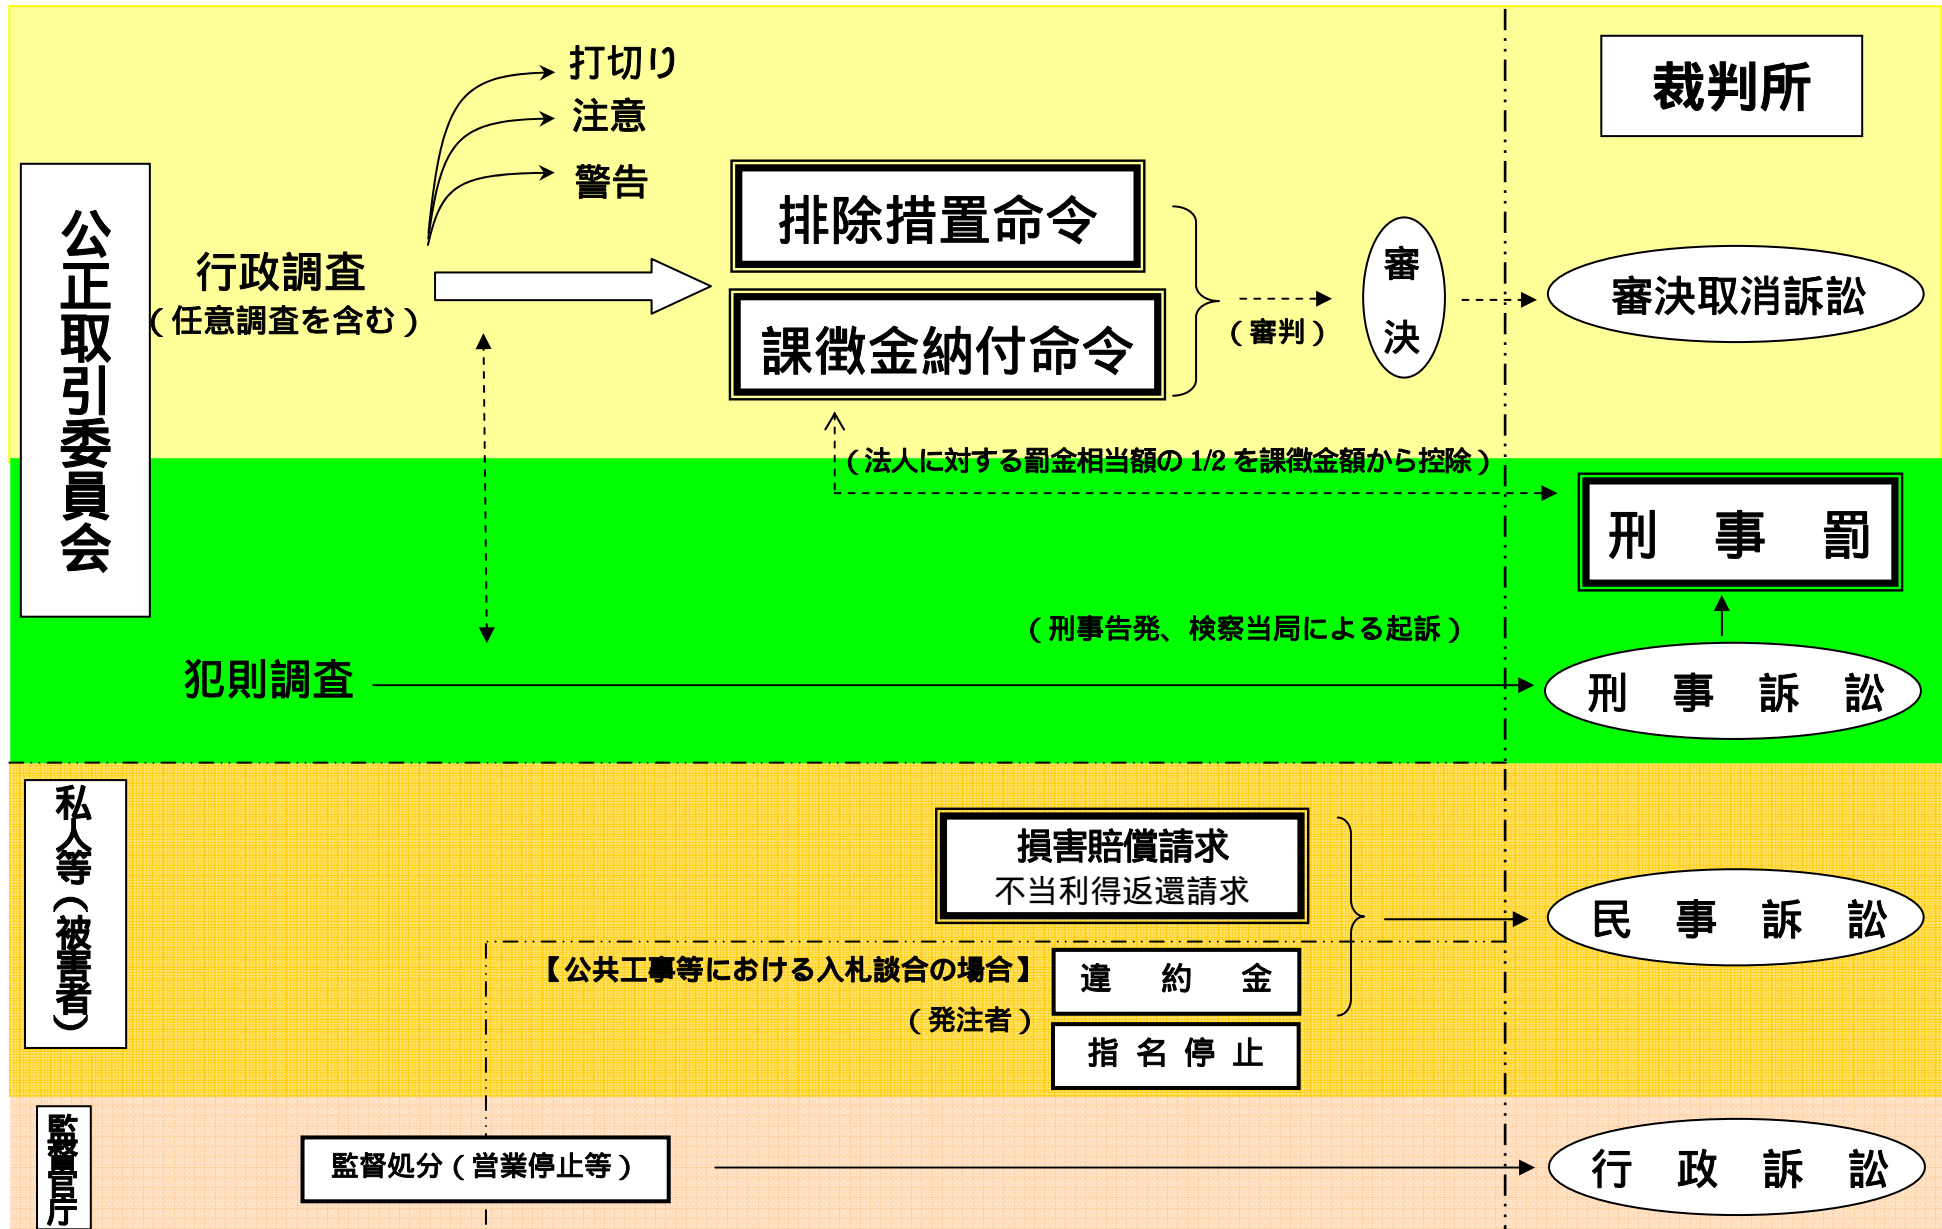 打切り
注意
警告
裁判所
公正取引委員会
排除措置命令
行政調査
（任意調査を含む）
課徴金納付命令
（審判）
審決
審決取消訴訟
（法人に対する罰金相当額の 1/2 を課徴金額から控除）
刑　事　罰
（刑事告発、検察当局による起訴）
犯則調査
刑　事　訴　訟
私人等（被害者）
損害賠償請求
不当利得返還請求
民　事　訴　訟
【公共工事等における入札談合の場合】
違　約　金
（発注者）
指 名 停 止
監督官庁
監督処分（営業停止等）
行　政　訴　訟